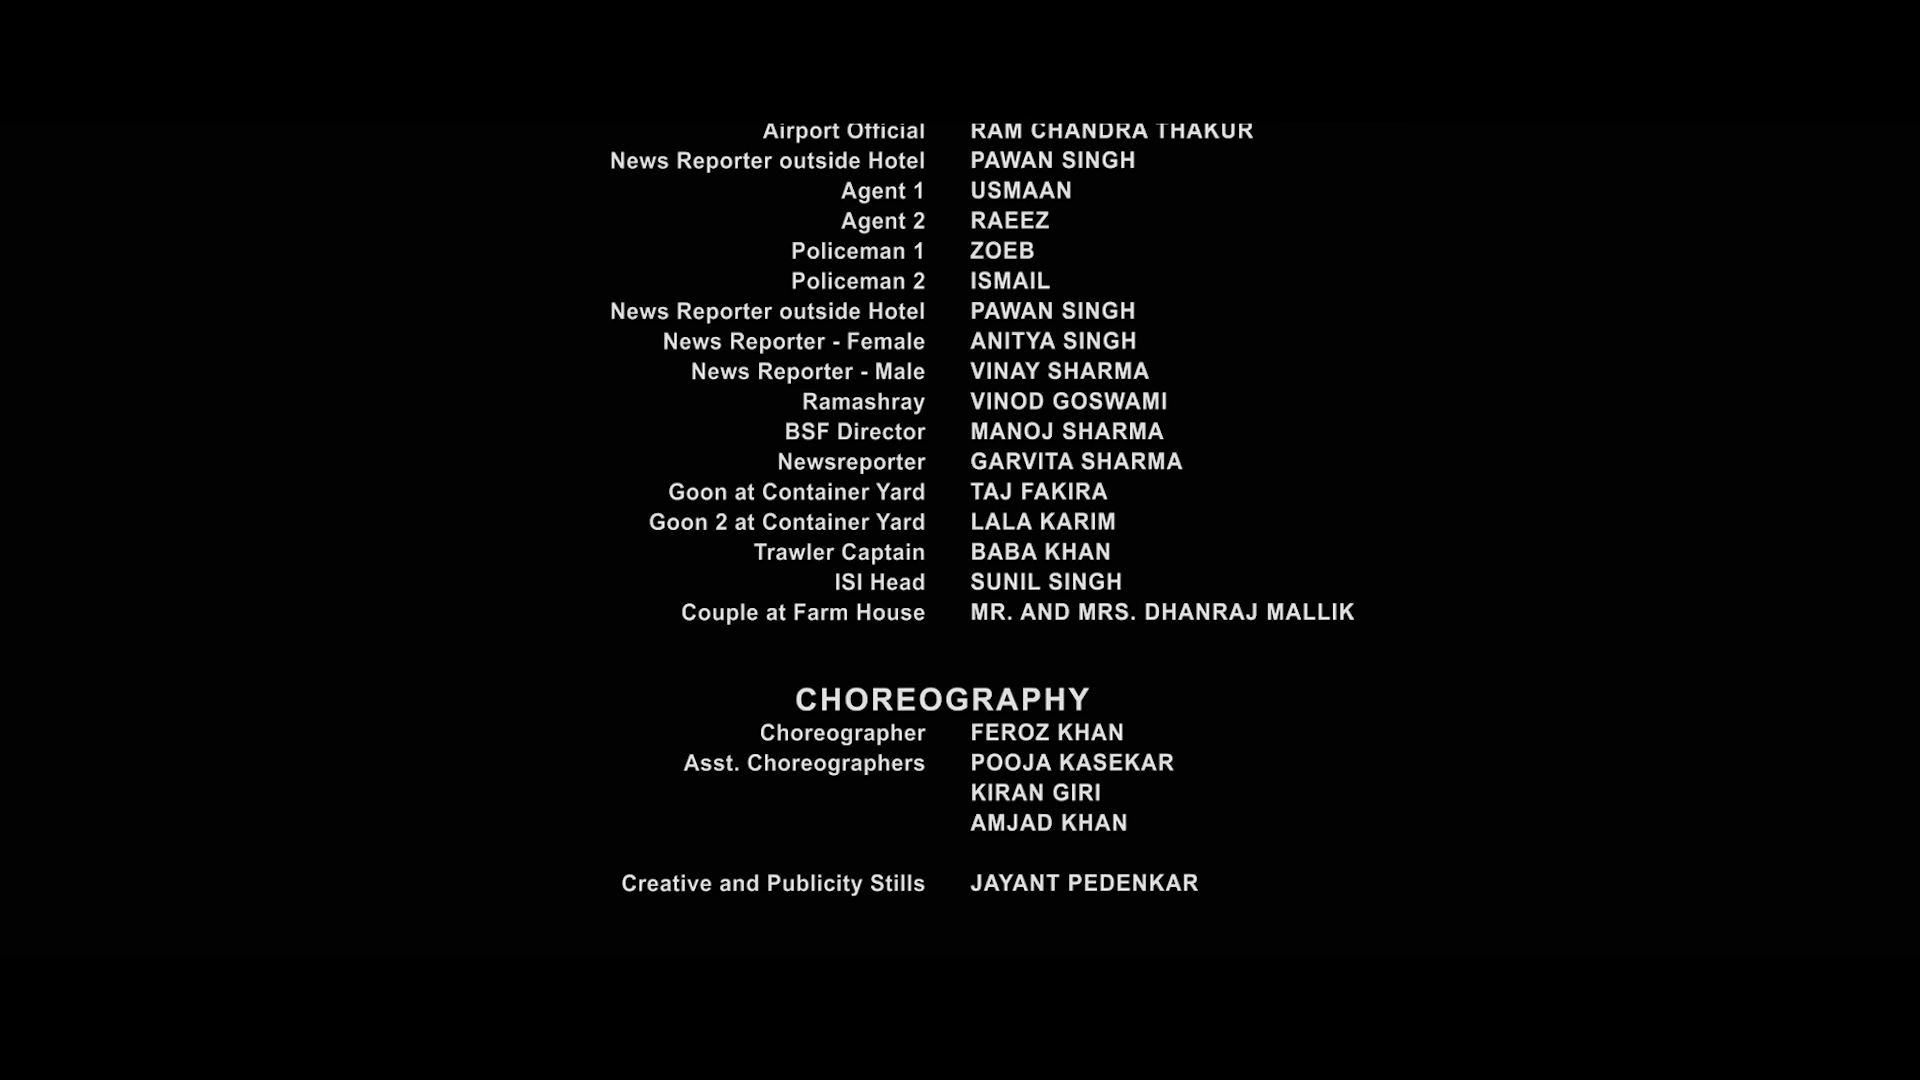 Airport Official RAM CHANDRA THAKUR
News Reporter outside Hotel PAWAN SINGH
Agent 1 USMAAN
Agent 2 RAEEZ
Policeman 1 ZOEB
Policeman 2 ISMAIL
News Reporter outside Hotel PAWAN SINGH
News Reporter - Female ANITYA SINGH
News Reporter - Male VINAY SHARMA
Ramashray VINOD GOSWAMI
BSF Director MANOJ SHARMA
Newsreporter GARVITA SHARMA
Goon at Container Yard TAJ FAKIRA
Goon 2 at Container Yard LALA KARIM
Trawler Captain BABA KHAN
ISI Head SUNIL SINGH
Couple at Farm House MR. AND MRS. DHANRAJ MALLIK
CHOREOGRAPHY
Choreographer FEROZ KHAN
Asst. Choreographers POOJA KASEKAR
KIRAN GIRI
AMJAD KHAN
Creative and Publicity Stills JAYANT PEDENKAR